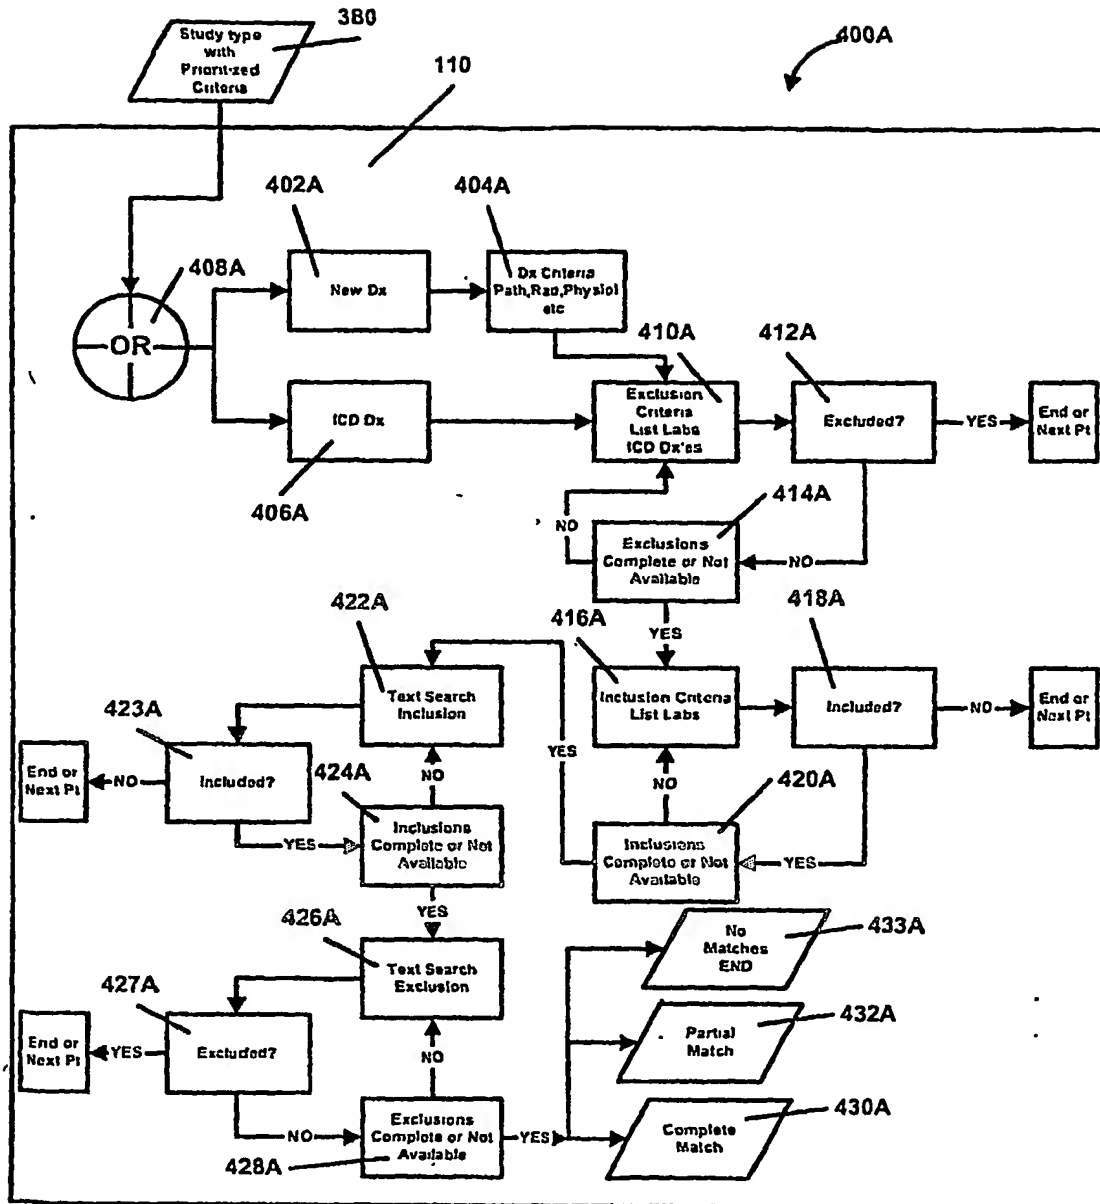 380
Study type
with
Prioritized
Criteria
400A
110
402A
404A
408A
OR
New Dx
Dx Criteria
Path,Rad,Physiol
etc
410A
412A
ICD Dx
Exclusion
Criteria
List Labs
ICD Dx'es
Excluded?
YES
End or
Next Pt
406A
414A
NO
Exclusions
Complete or Not
Available
NO
YES
422A
416A
418A
Text Search
Inclusion
Inclusion Criteria
List Labs
Included?
NO
End or
Next Pt
423A
YES
End or
Next Pt
NO
Included?
424A
NO
NO
420A
YES
Inclusions
Complete or Not
Available
Inclusions
Complete or Not
Available
YES
YES
426A
No
Matches
END
433A
Text Search
Exclusion
427A
432A
End or
Next Pt
YES
Excluded?
NO
Partial
Match
430A
NO
Exclusions
Complete or Not
Available
YES
Complete
Match
428A